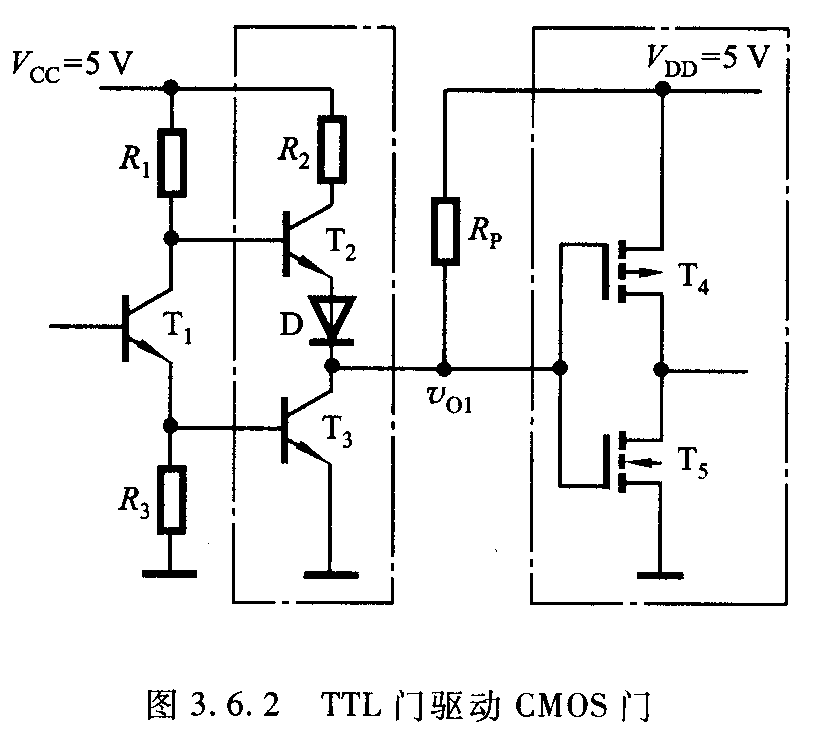 V_CC=5 V
V_DD=5 V
R_1
R_2
R_P
T_2
T_4
T_1
D
v_O1
T_3
T_5
R_3
图 3.6.2 TTL 门驱动 CMOS 门